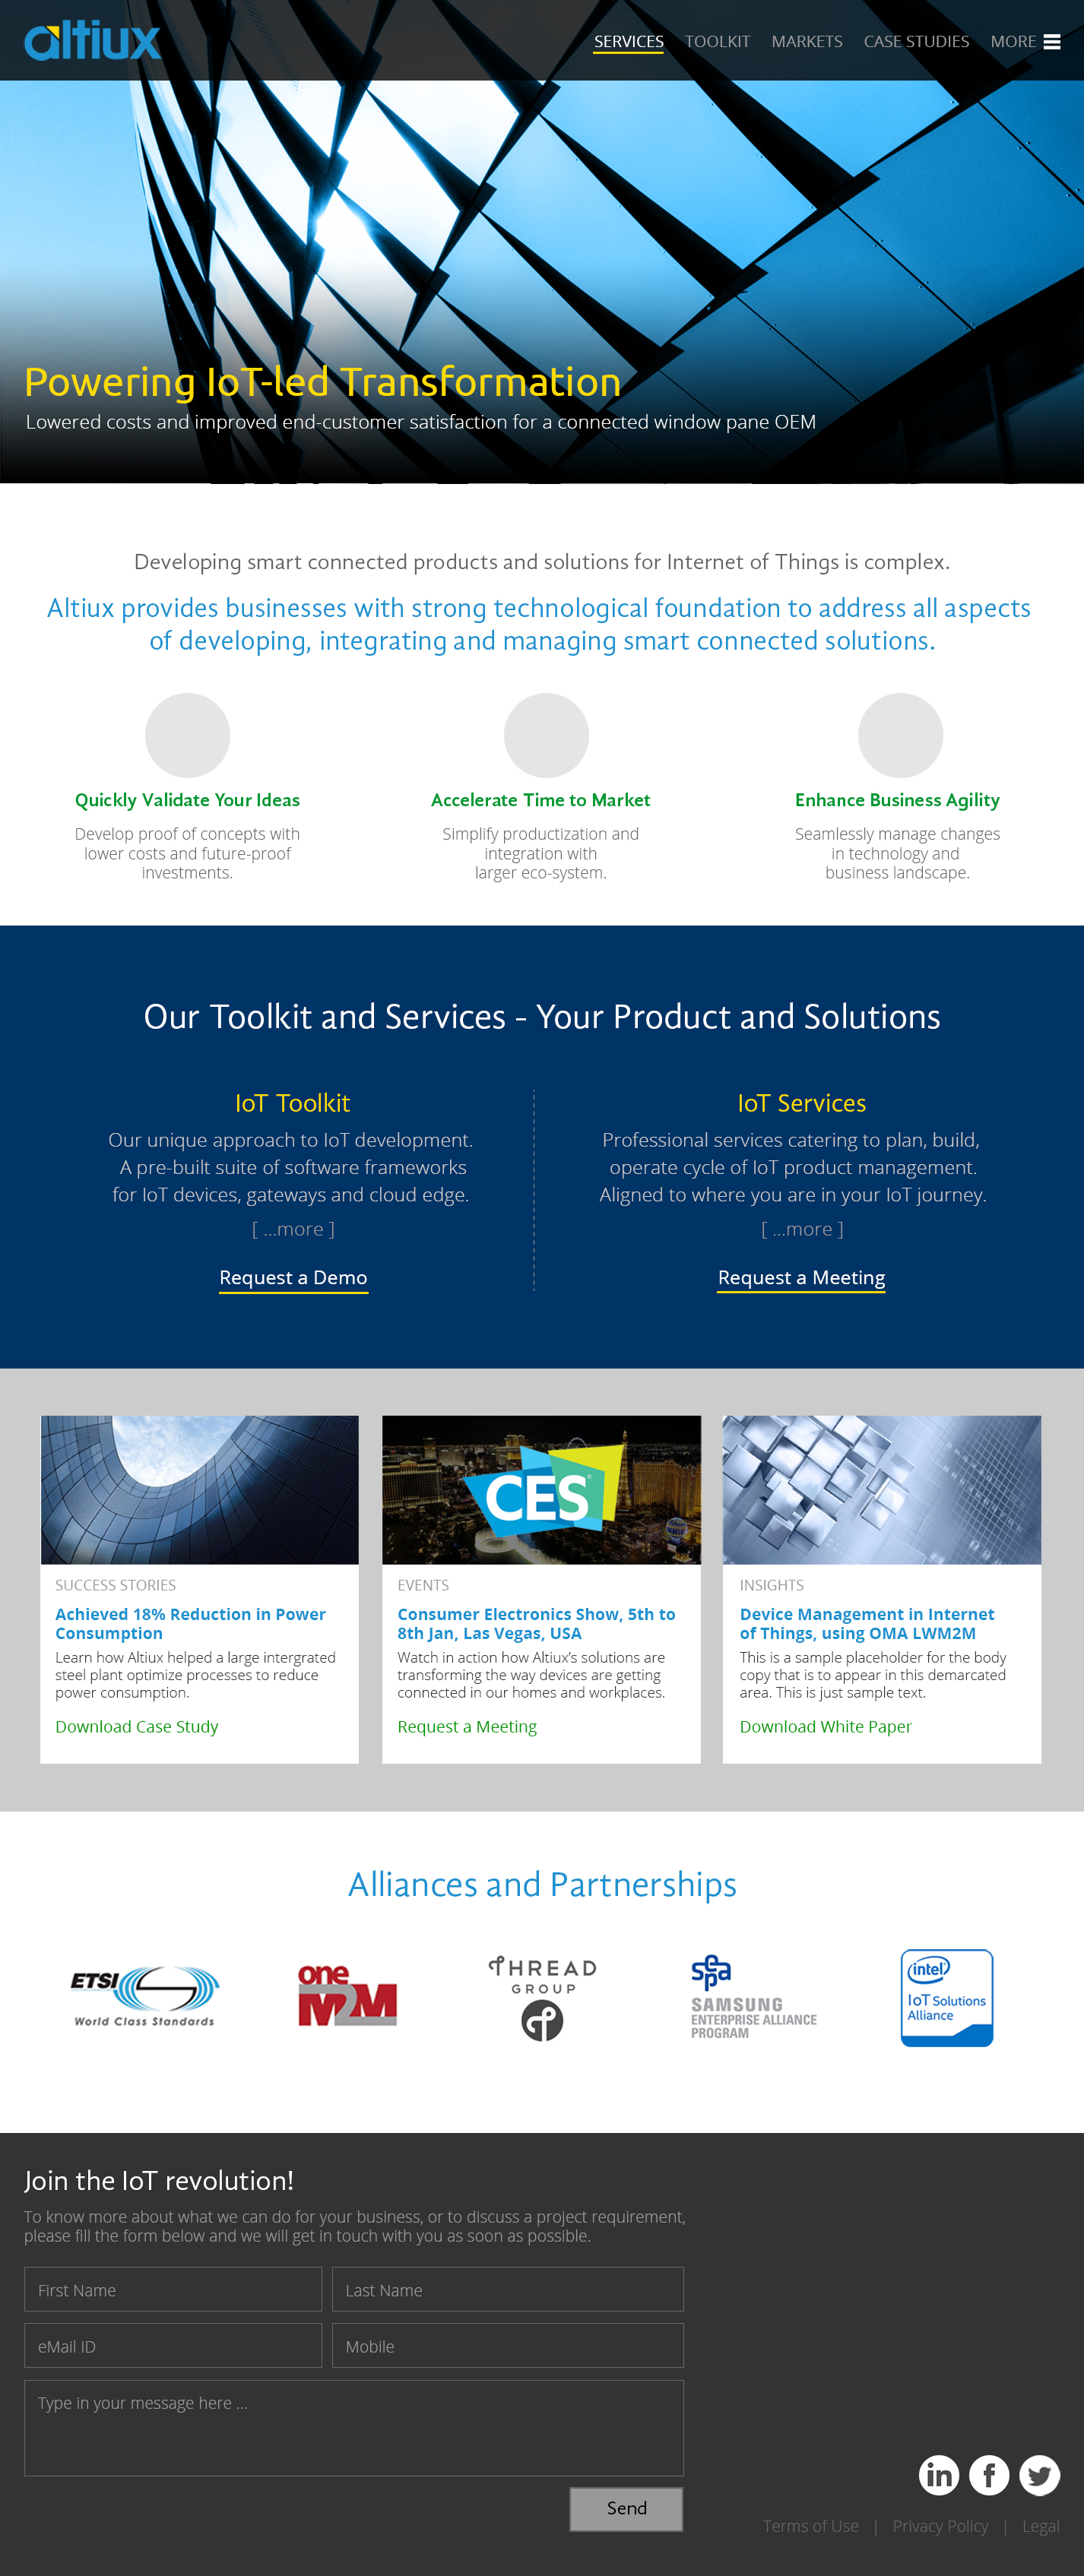 altiux
SERVICES TOOLKIT MARKETS CASE STUDIES MORE
Powering IoT-led Transformation
Lowered costs and improved end-customer satisfaction for a connected window pane OEM
Developing smart connected products and solutions for Internet of Things is complex.
Altiux provides businesses with strong technological foundation to address all aspects
of developing, integrating and managing smart connected solutions.
Quickly Validate Your Ideas
Develop proof of concepts with
lower costs and future-proof
investments.
Accelerate Time to Market
Simplify productization and
integration with
larger eco-system.
Enhance Business Agility
Seamlessly manage changes
in technology and
business landscape.
Our Toolkit and Services - Your Product and Solutions
IoT Toolkit
Our unique approach to IoT development.
A pre-built suite of software frameworks
for IoT devices, gateways and cloud edge.
[ ...more ]
Request a Demo
IoT Services
Professional services catering to plan, build,
operate cycle of IoT product management.
Aligned to where you are in your IoT journey.
[ ...more ]
Request a Meeting
SUCCESS STORIES
Achieved 18% Reduction in Power
Consumption
Learn how Altiux helped a large intergrated
steel plant optimize processes to reduce
power consumption.
Download Case Study
CES®
EVENTS
Consumer Electronics Show, 5th to
8th Jan, Las Vegas, USA
Watch in action how Altiux’s solutions are
transforming the way devices are getting
connected in our homes and workplaces.
Request a Meeting
INSIGHTS
Device Management in Internet
of Things, using OMA LWM2M
This is a sample placeholder for the body
copy that is to appear in this demarcated
area. This is just sample text.
Download White Paper
Alliances and Partnerships
ETSI
World Class Standards
one
M2M
THREAD
GROUP
spa
SAMSUNG
ENTERPRISE ALLIANCE
PROGRAM
intel
IoT Solutions
Alliance
Join the IoT revolution!
To know more about what we can do for your business, or to discuss a project requirement,
please fill the form below and we will get in touch with you as soon as possible.
First Name
Last Name
eMail ID
Mobile
Type in your message here ...
Send
in f
Terms of Use | Privacy Policy | Legal